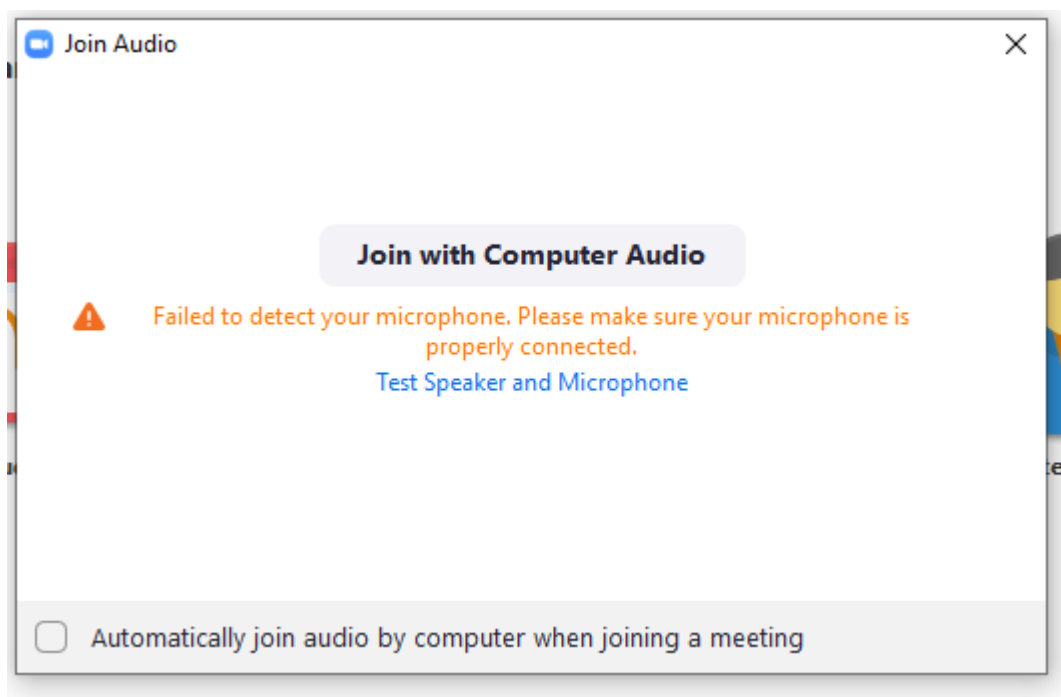 Join Audio
Join with Computer Audio
Failed to detect your microphone. Please make sure your microphone is
properly connected.
Test Speaker and Microphone
Automatically join audio by computer when joining a meeting